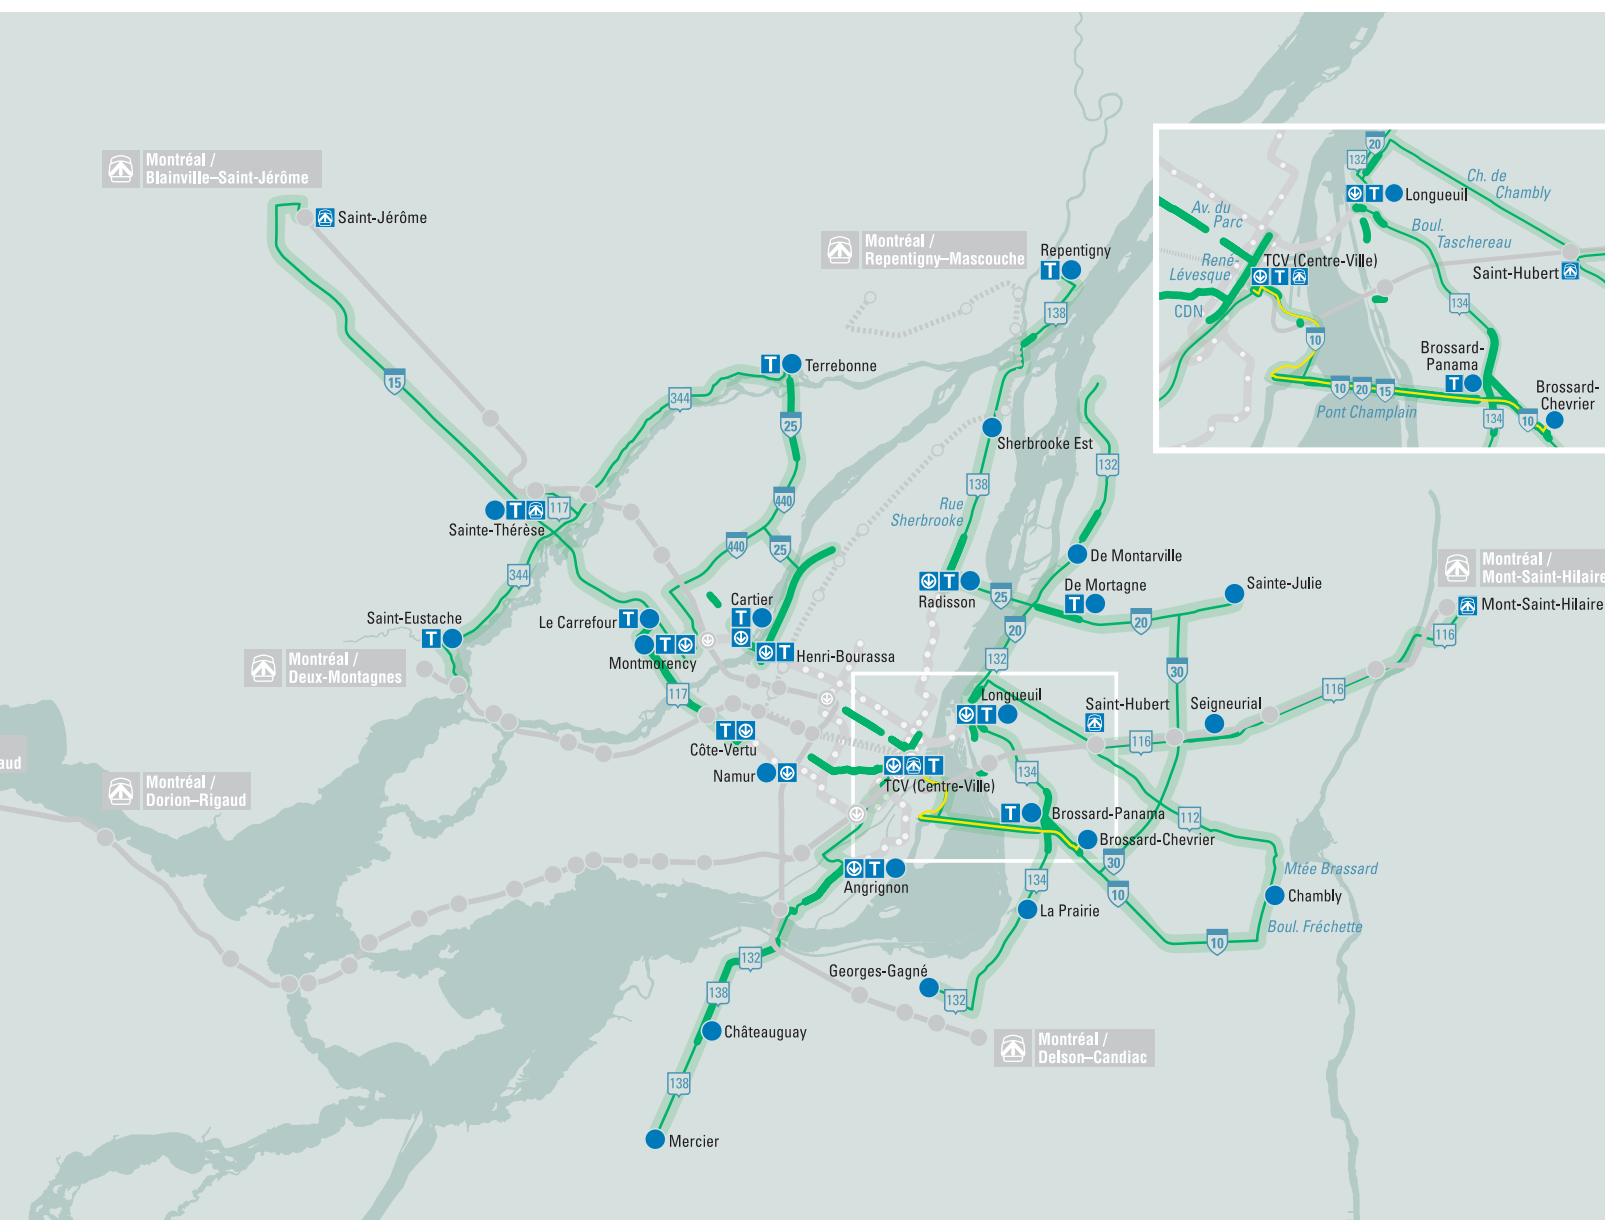 Montréal /
Blainville–Saint-Jérôme
Saint-Jérôme
Montréal /
Repentigny–Mascouche
Repentigny
T
138
15
T
Terrebonne
344
25
Sherbrooke Est
132
138
Rue
Sherbrooke
440
117
T
Sainte-Thérèse
440
25
De Montarville
344
T
Radisson
25
De Mortagne
T
Sainte-Julie
20
20
Cartier
T
Le Carrefour
T
Saint-Eustache
T
T
Montmorency
T
Henri-Bourassa
132
30
117
Montréal /
Deux-Montagnes
Montréal /
Mont-Saint-Hilaire
Mont-Saint-Hilaire
116
116
Longueuil
T
Saint-Hubert
Seigneurial
116
T
Côte-Vertu
Namur
T
TCV (Centre-Ville)
134
aud
Montréal /
Dorion–Rigaud
T
Brossard-Panama
112
Brossard-Chevrier
30
T
Angrignon
134
10
Mtée Brassard
Chambly
La Prairie
Boul. Fréchette
10
132
Georges-Gagné
132
138
Châteauguay
Montréal /
Delson–Candiac
138
Mercier
20
132
Ch. de
Chambly
T
Longueuil
Av. du
Parc
Boul.
Taschereau
René-
Lévesque
TCV (Centre-Ville)
T
Saint-Hubert
CDN
134
10
Brossard-
Panama
T
10
20
15
Pont Champlain
Brossard-
Chevrier
134
10